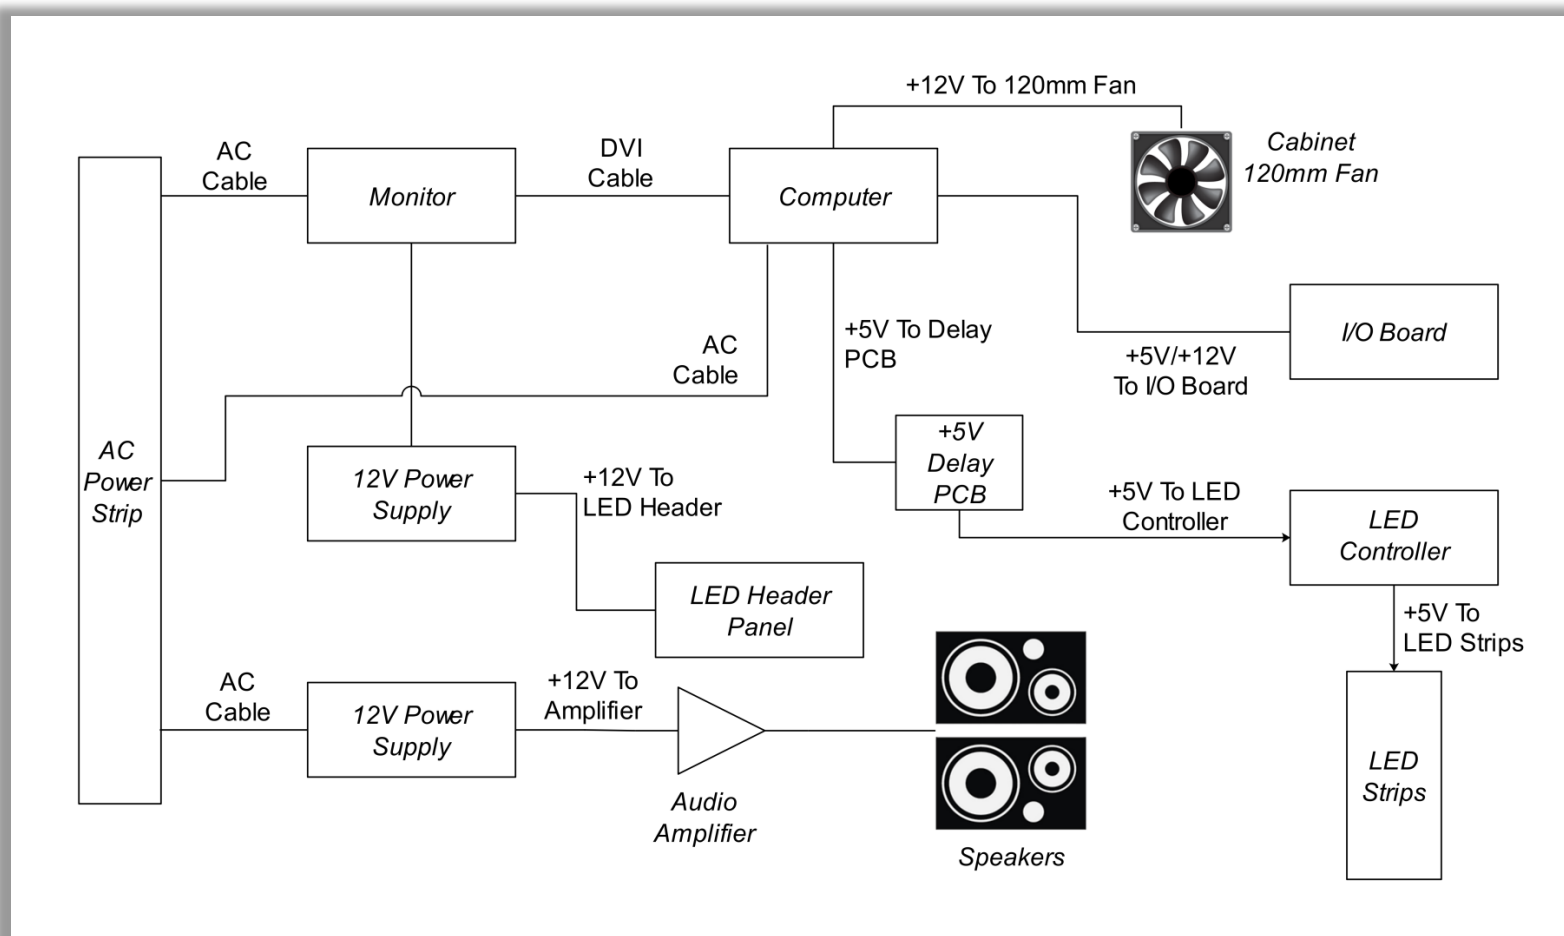 +12V To 120mm Fan
Cabinet
120mm Fan
AC
Cable
DVI
Cable
Monitor
Computer
I/O Board
+5V To Delay
PCB
AC
Cable
+5V/+12V
To I/O Board
AC
Power
Strip
12V Power
Supply
+12V To
LED Header
+5V
Delay
PCB
+5V To LED
Controller
LED
Controller
LED Header
Panel
+5V To
LED Strips
AC
Cable
12V Power
Supply
+12V To
Amplifier
Audio
Amplifier
Speakers
LED
Strips